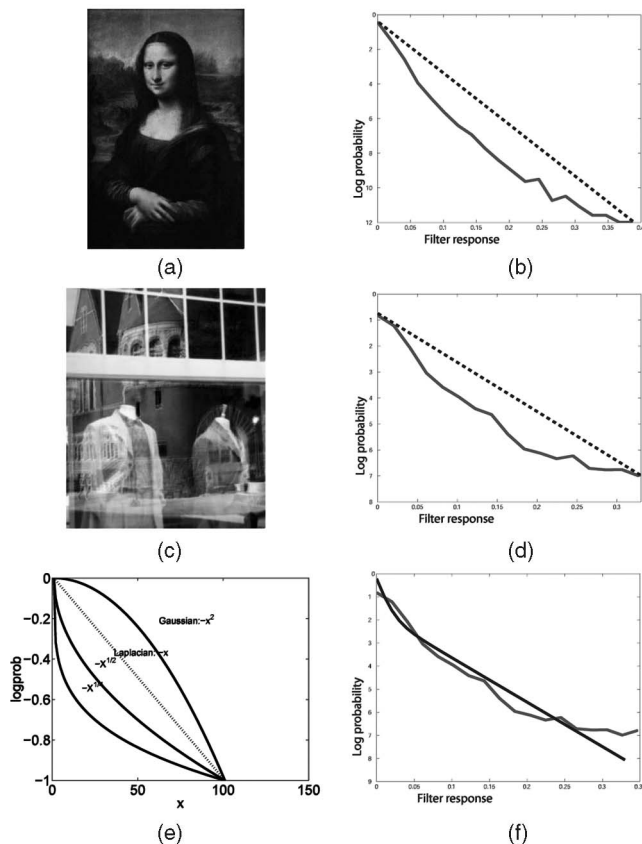 0
2
4
6
8
10
12
Log probability
0 0.05 0.1 0.15 0.2 0.25 0.3 0.35
Filter response
(a)
(b)
0
1
2
3
4
5
6
7
8
Log probability
0 0.05 0.1 0.15 0.2 0.25 0.3
Filter response
(c)
(d)
0
−0.2
−0.4
−0.6
−0.8
−1
logprob
Gaussian:-x²
Laplacian: -x
-X^1/2
0 50 100 150
x
0
1
2
3
4
5
6
7
8
9
Log probability
0 0.05 0.1 0.15 0.2 0.25 0.3
Filter response
(e)
(f)